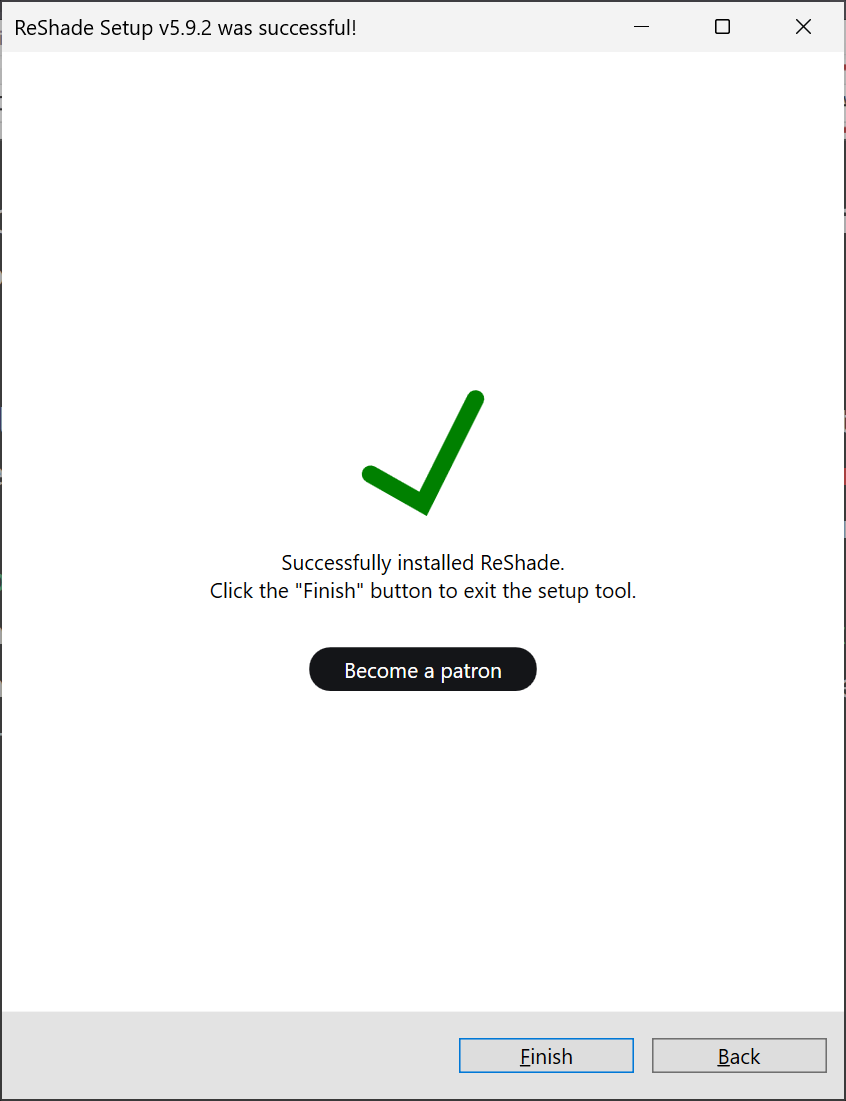 ReShade Setup v5.9.2 was successful!
Successfully installed ReShade.
Click the "Finish" button to exit the setup tool.
Become a patron
Finish
Back